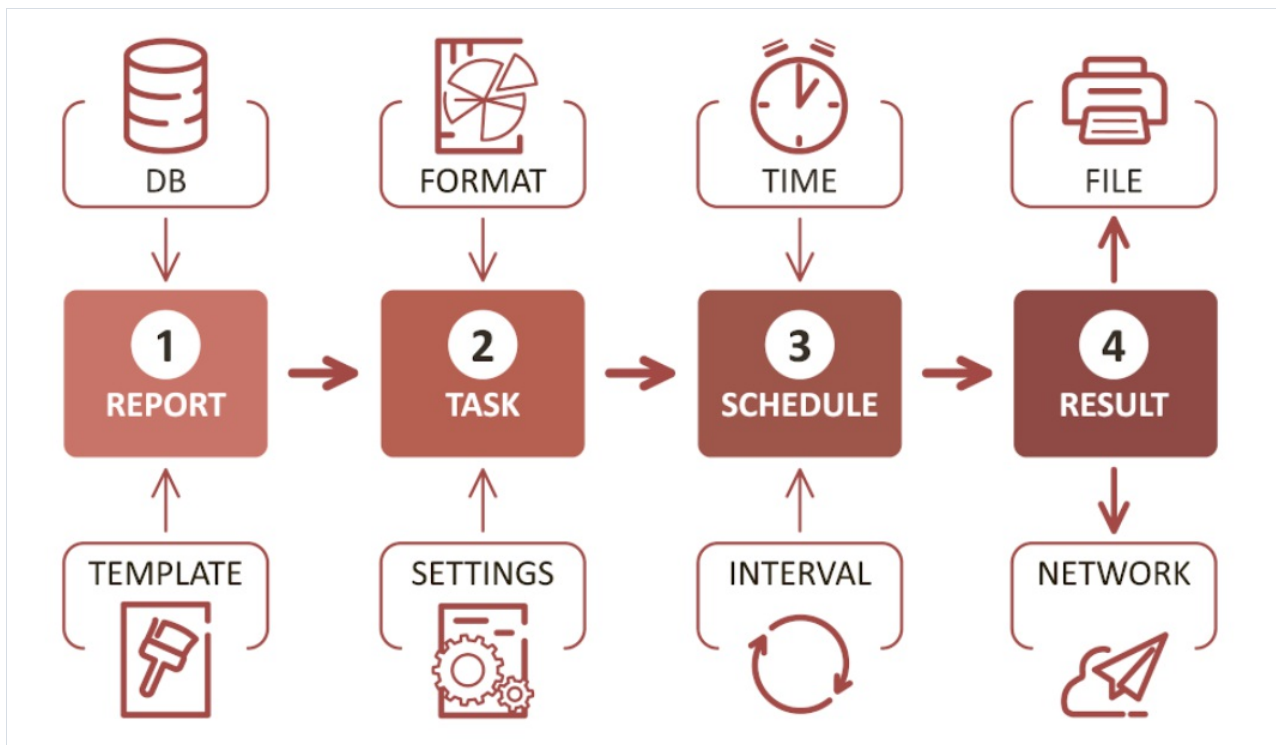 DB
FORMAT
TIME
FILE
1
REPORT
2
TASK
3
SCHEDULE
4
RESULT
TEMPLATE
SETTINGS
INTERVAL
NETWORK